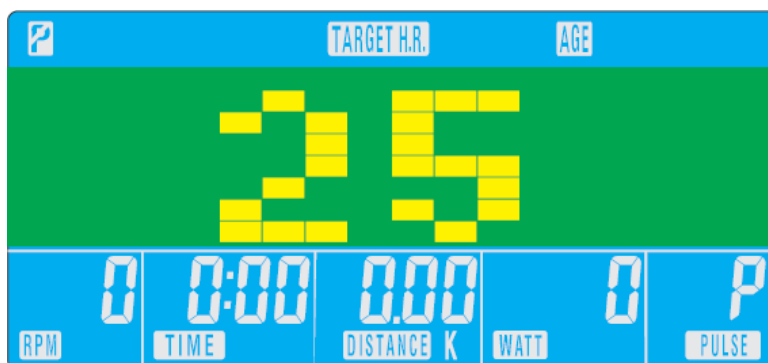 P TARGET H.R. AGE
25
0 0:00 0.00 0 P
RPM TIME DISTANCE K WATT PULSE